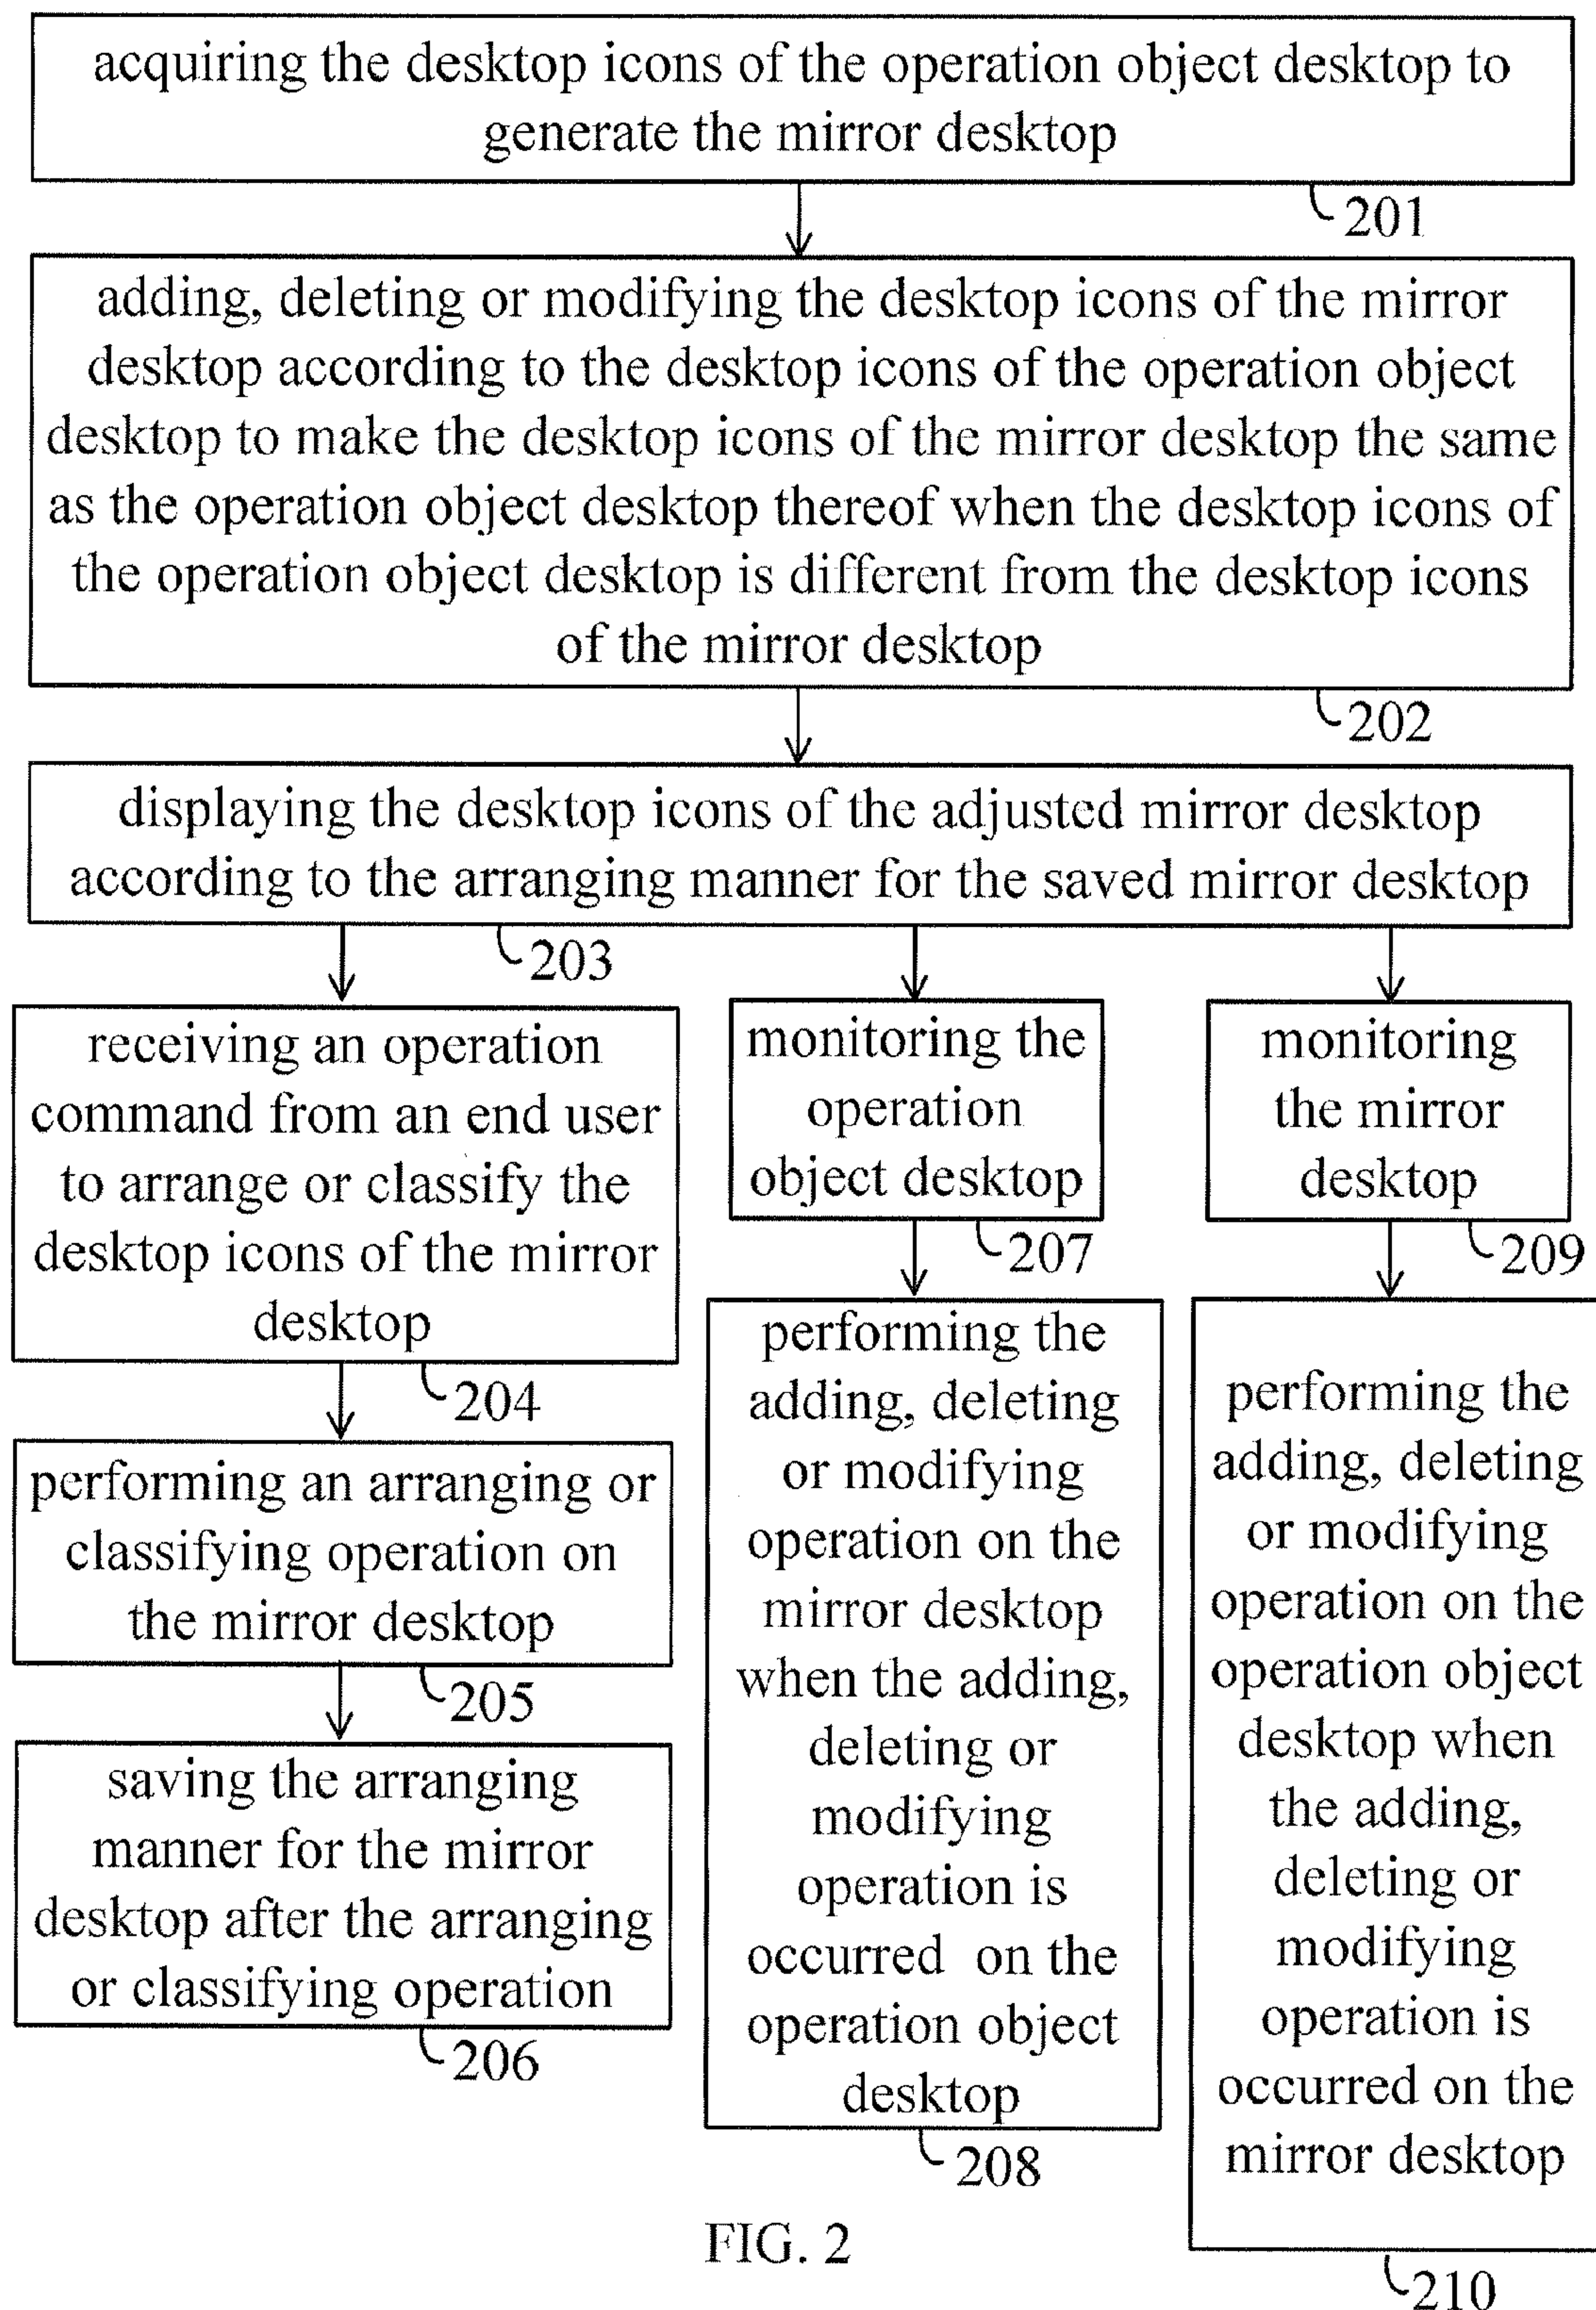 acquiring the desktop icons of the operation object desktop to
generate the mirror desktop
201
adding, deleting or modifying the desktop icons of the mirror
desktop according to the desktop icons of the operation object
desktop to make the desktop icons of the mirror desktop the same
as the operation object desktop thereof when the desktop icons of
the operation object desktop is different from the desktop icons
of the mirror desktop
202
displaying the desktop icons of the adjusted mirror desktop
according to the arranging manner for the saved mirror desktop
203
receiving an operation
command from an end user
to arrange or classify the
desktop icons of the mirror
desktop
204
performing an arranging or
classifying operation on
the mirror desktop
205
saving the arranging
manner for the mirror
desktop after the arranging
or classifying operation
206
monitoring the
operation
object desktop
207
performing the
adding, deleting
or modifying
operation on the
mirror desktop
when the adding,
deleting or
modifying
operation is
occurred on the
operation object
desktop
208
monitoring
the mirror
desktop
209
performing the
adding, deleting
or modifying
operation on the
operation object
desktop when
the adding,
deleting or
modifying
operation is
occurred on the
mirror desktop
210
FIG. 2